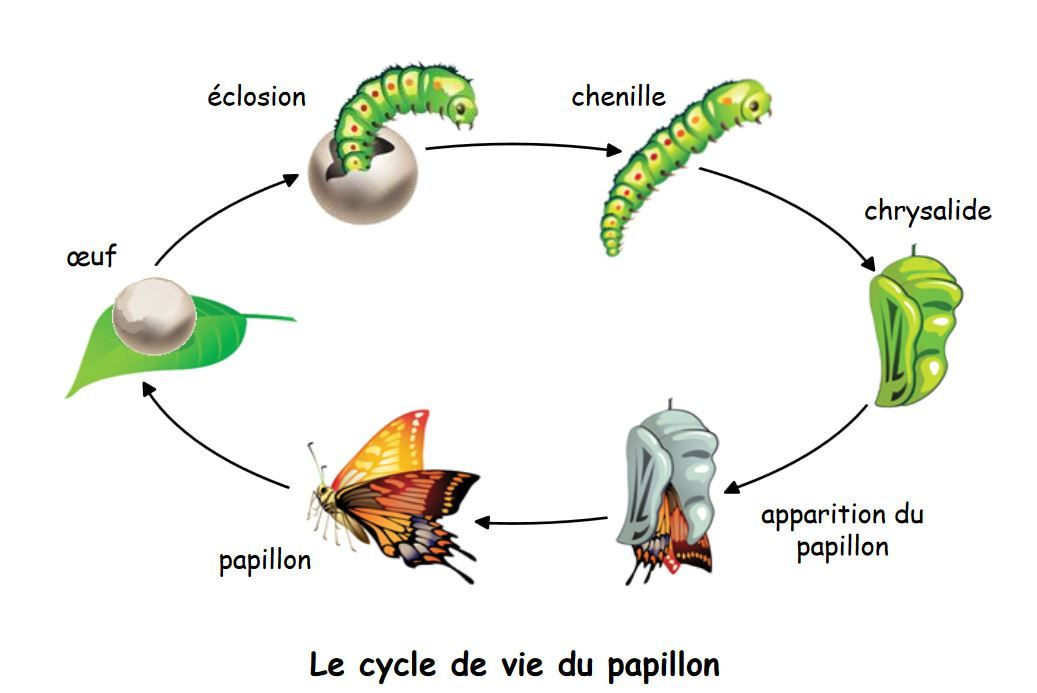 éclosion
chenille
chrysalide
œuf
apparition du
papillon
papillon
Le cycle de vie du papillon